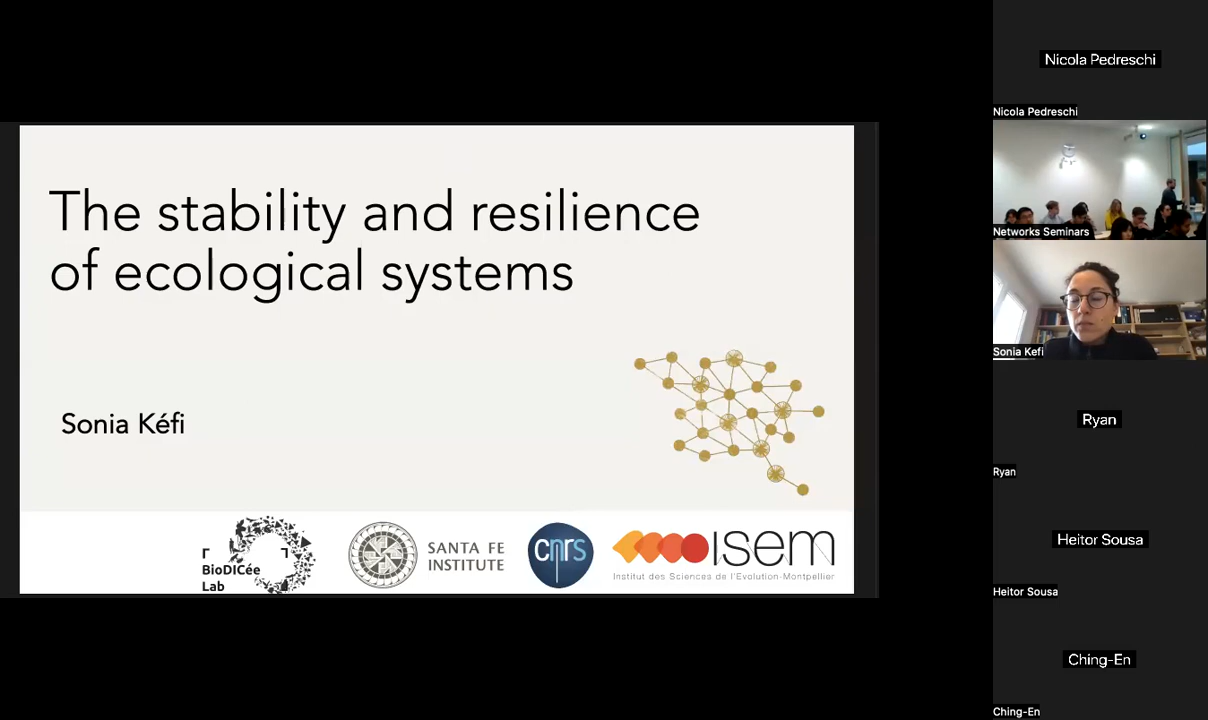 The stability and resilience
of ecological systems
Sonia Kéfi
BioDICée
Lab
SANTA FE
INSTITUTE
cnrs
isem
Institut des Sciences de l'Evolution-Montpellier
Nicola Pedreschi
Nicola Pedreschi
Networks Seminars
Sonia Kefi
Ryan
Ryan
Heitor Sousa
Heitor Sousa
Ching-En
Ching-En